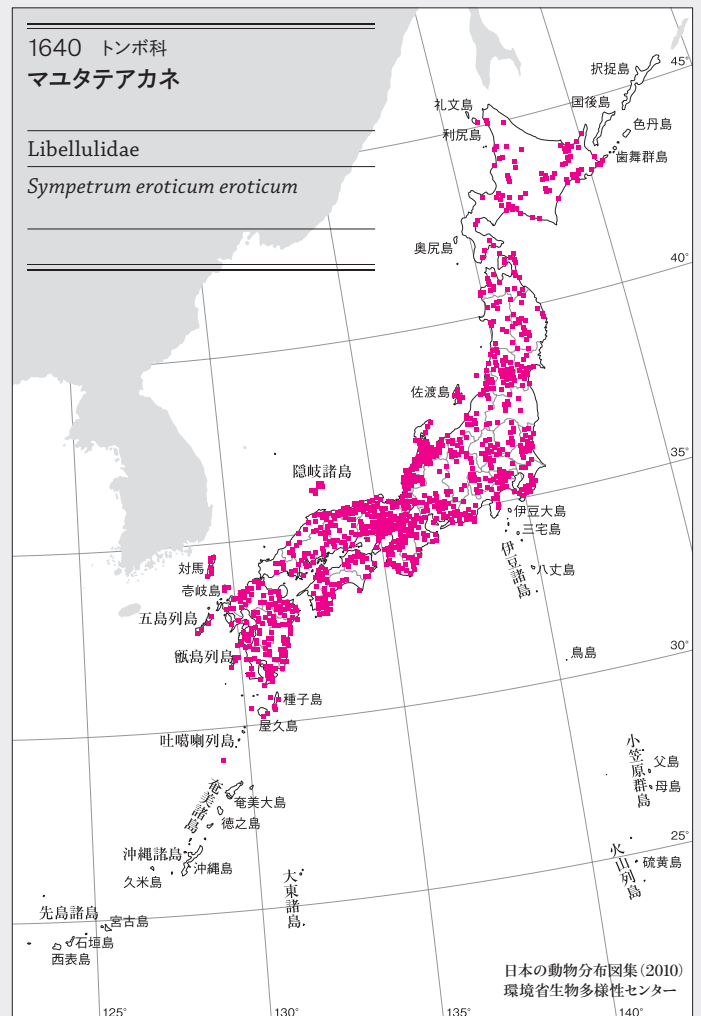 1640 トンボ科
マユタテアカネ
Libellulidae
Sympetrum eroticum eroticum
択捉島
45°
礼文島
国後島
色丹島
利尻島
歯舞群島
奥尻島
40°
佐渡島
35°
隠岐諸島
伊豆大島
三宅島
伊豆諸島
八丈島
対馬
壱岐島
五島列島
甑島列島
鳥島
30°
種子島
屋久島
吐噶喇列島
小笠原群島
父島
母島
奄美諸島
奄美大島
徳之島
25°
沖縄諸島
沖縄島
久米島
火山列島
硫黄島
大東諸島
先島諸島
宮古島
石垣島
西表島
日本の動物分布図集(2010)
環境省生物多様性センター
125°
130°
135°
140°